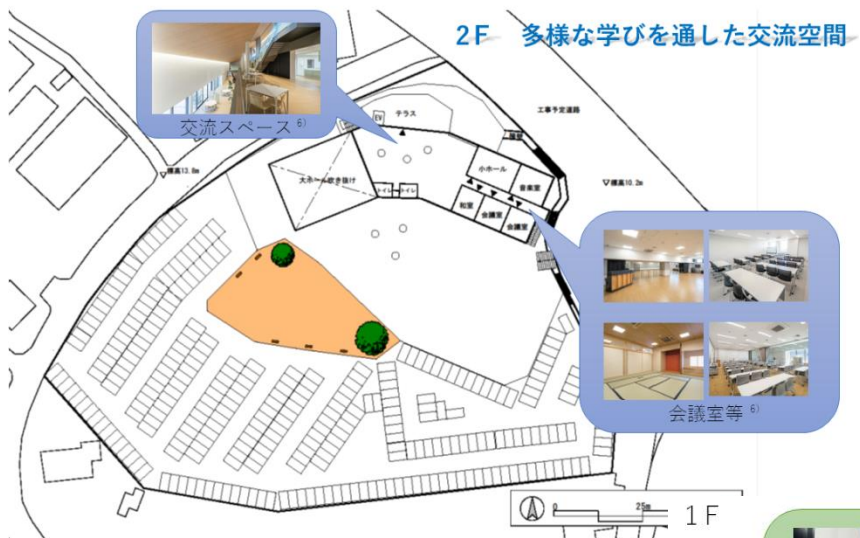 2F 多様な学びを通した交流空間
交流スペース 6)
EV
テラス
工事予定道路
標高13.8m
大ホール吹き抜け
小ホール
音楽室
標高10.2m
トイレ
トイレ
和室
会議室
会議室
会議室等 6)
0
25m
1F